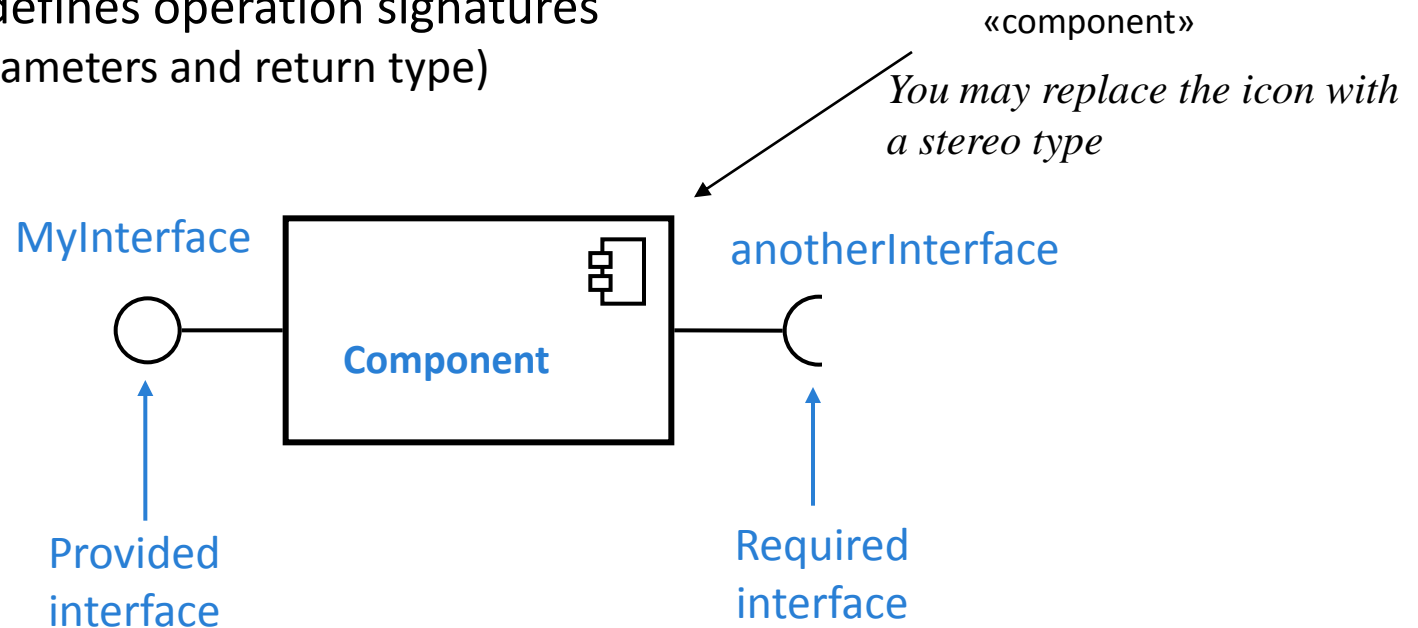 defines operation signatures
ameters and return type)
«component»
You may replace the icon with
a stereo type
MyInterface
anotherInterface
Component
Provided
interface
Required
interface